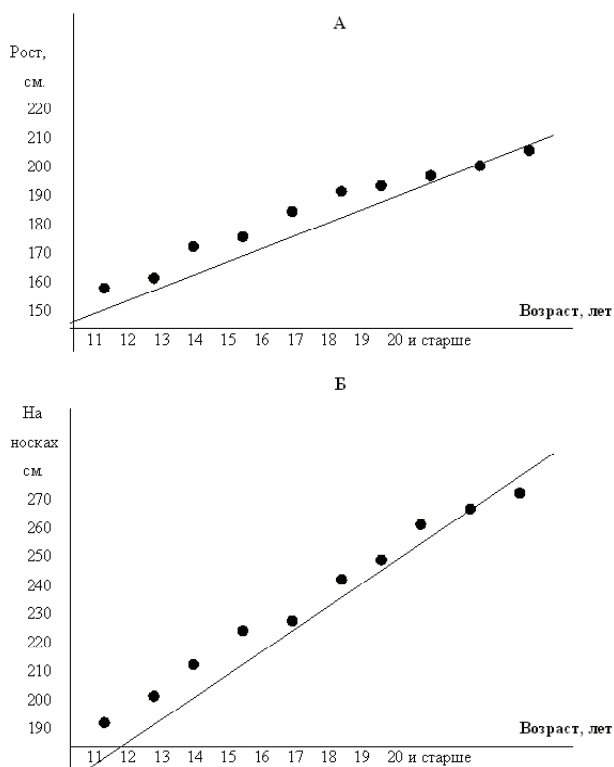 А
Рост,
см.
220
210
200
190
180
170
160
150
Возраст, лет
11 12 13 14 15 16 17 18 19 20 и старше
Б
На
носках
см
270
260
250
240
230
220
210
200
190
Возраст, лет
11 12 13 14 15 16 17 18 19 20 и старше